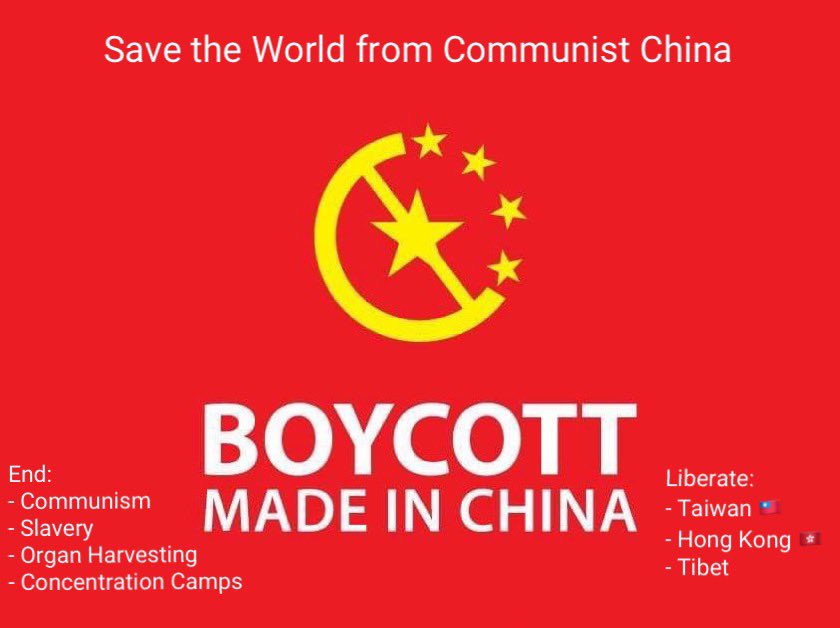 Save the World from Communist China
BOYCOTT
MADE IN CHINA
End:
- Communism
- Slavery
- Organ Harvesting
- Concentration Camps
Liberate:
- Taiwan 🇹🇼
- Hong Kong 🇭🇰
- Tibet